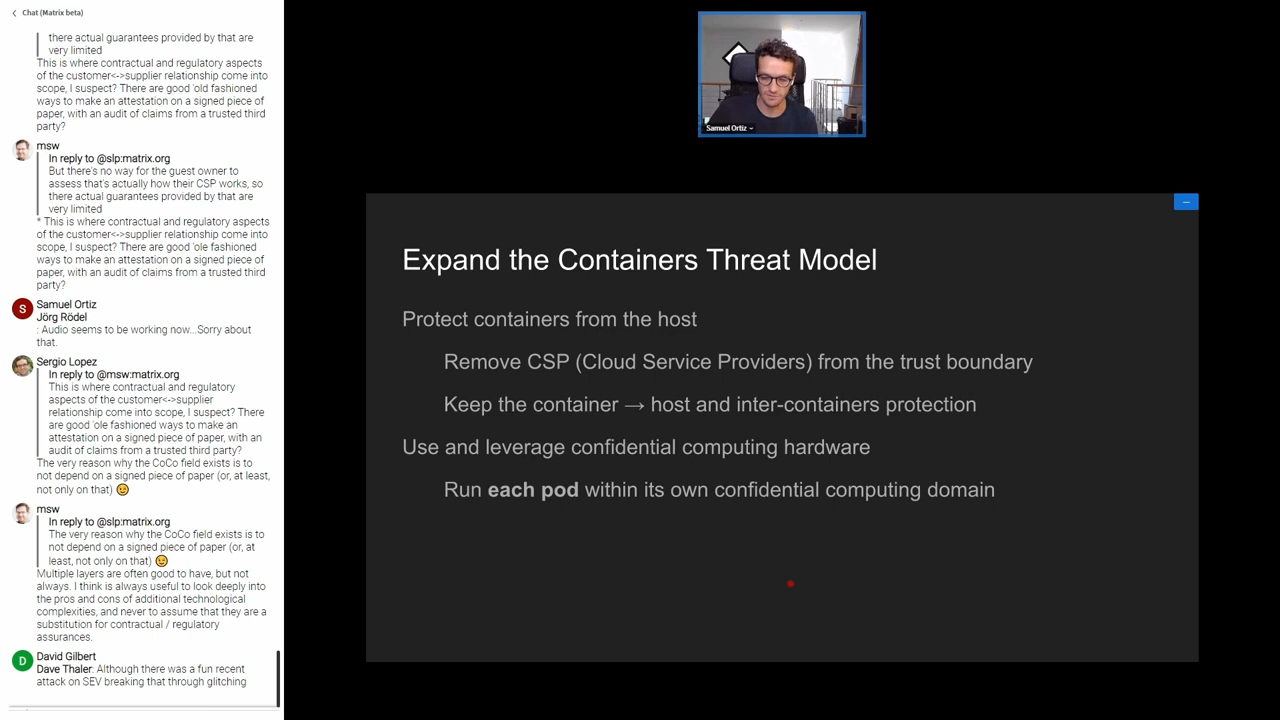 Chat (Matrix beta)
there actual guarantees provided by that are
very limited
This is where contractual and regulatory aspects
of the customer<->supplier relationship come into
scope, I suspect? There are good 'old fashioned
ways to make an attestation on a signed piece of
paper, with an audit of claims from a trusted third
party?
msw
In reply to @slp:matrix.org
But there's no way for the guest owner to
assess that's actually how their CSP works, so
there actual guarantees provided by that are
very limited
* This is where contractual and regulatory aspects
of the customer<->supplier relationship come into
scope, I suspect? There are good 'ole fashioned
ways to make an attestation on a signed piece of
paper, with an audit of claims from a trusted third
party?
S
Samuel Ortiz
Jörg Rödel
: Audio seems to be working now...Sorry about
that.
Sergio Lopez
In reply to @msw:matrix.org
This is where contractual and regulatory
aspects of the customer<->supplier
relationship come into scope, I suspect? There
are good 'ole fashioned ways to make an
attestation on a signed piece of paper, with an
audit of claims from a trusted third party?
The very reason why the CoCo field exists is to
not depend on a signed piece of paper (or, at least,
not only on that) 😉
msw
In reply to @slp:matrix.org
The very reason why the CoCo field exists is to
not depend on a signed piece of paper (or, at
least, not only on that) 😉
Multiple layers are often good to have, but not
always. I think is always useful to look deeply into
the pros and cons of additional technological
complexities, and never to assume that they are a
substitution for contractual / regulatory
assurances.
D
David Gilbert
Dave Thaler: Although there was a fun recent
attack on SEV breaking that through glitching
Samuel Ortiz
Expand the Containers Threat Model
Protect containers from the host
Remove CSP (Cloud Service Providers) from the trust boundary
Keep the container → host and inter-containers protection
Use and leverage confidential computing hardware
Run each pod within its own confidential computing domain